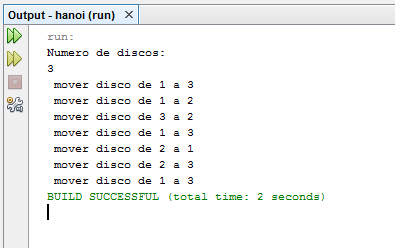 Output - hanoi (run)
run:
Numero de discos:
3
mover disco de 1 a 3
mover disco de 1 a 2
mover disco de 3 a 2
mover disco de 1 a 3
mover disco de 2 a 1
mover disco de 2 a 3
mover disco de 1 a 3
BUILD SUCCESSFUL (total time: 2 seconds)